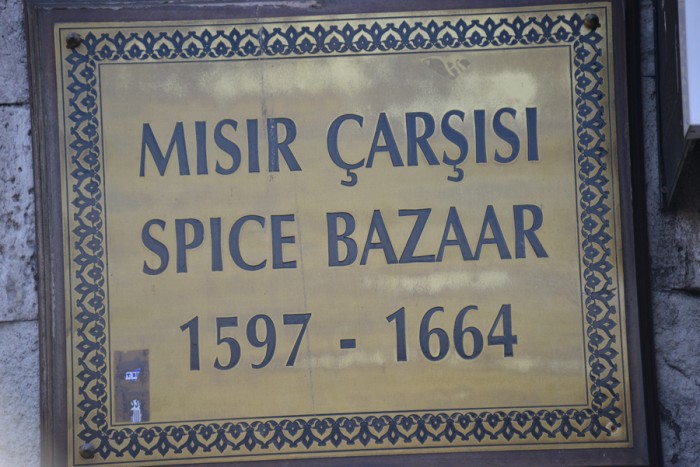 MISIR ÇARŞISI
SPICE BAZAAR
1597 - 1664